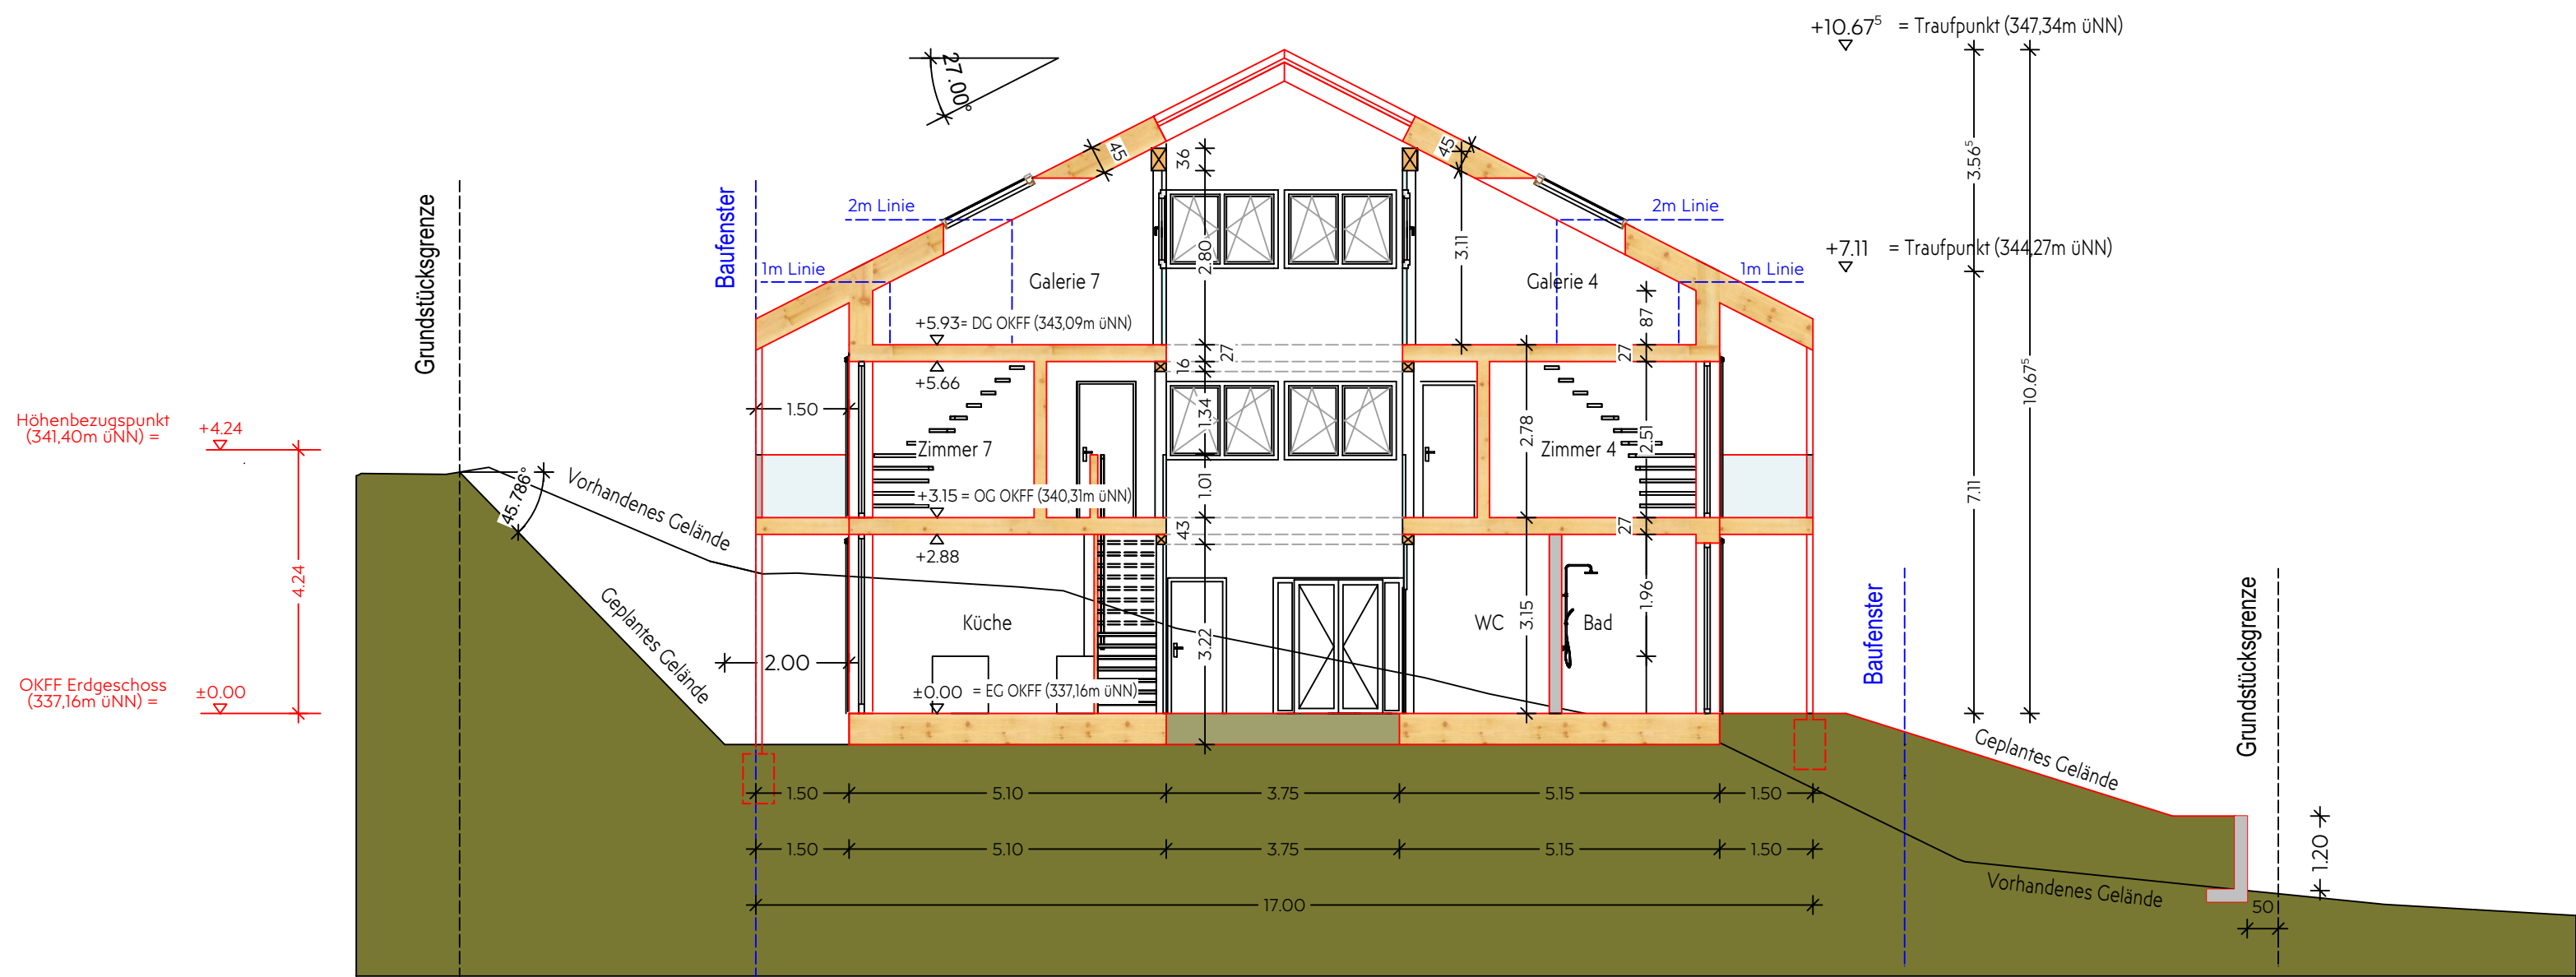 +10.67⁵ = Traufpunkt (347,34m üNN)
27.00°
45
36
45
3.56⁵
Grundstücksgrenze
Baufenster
2m Linie
2m Linie
2.80
3.11
+7.11 = Traufpunkt (344,27m üNN)
1m Linie
Galerie 7
Galerie 4
1m Linie
+5.93= DG OKFF (343,09m üNN)
87
27
16
27
+5.66
10.67⁵
1.50
1.34
2.78
2.51
Höhenbezugspunkt
(341,40m üNN) =
+4.24
Zimmer 7
Zimmer 4
45.786°
Vorhandenes Gelände
+3.15 = OG OKFF (340,31m üNN)
1.01
7.11
43
27
+2.88
4.24
Geplantes Gelände
Küche
3.22
WC
3.15
Bad
1.96
Baufenster
Grundstücksgrenze
2.00
OKFF Erdgeschoss
(337,16m üNN) =
±0.00
±0.00 = EG OKFF (337,16m üNN)
Geplantes Gelände
1.50
5.10
3.75
5.15
1.50
1.50
5.10
3.75
5.15
1.50
1.20
Vorhandenes Gelände
17.00
50